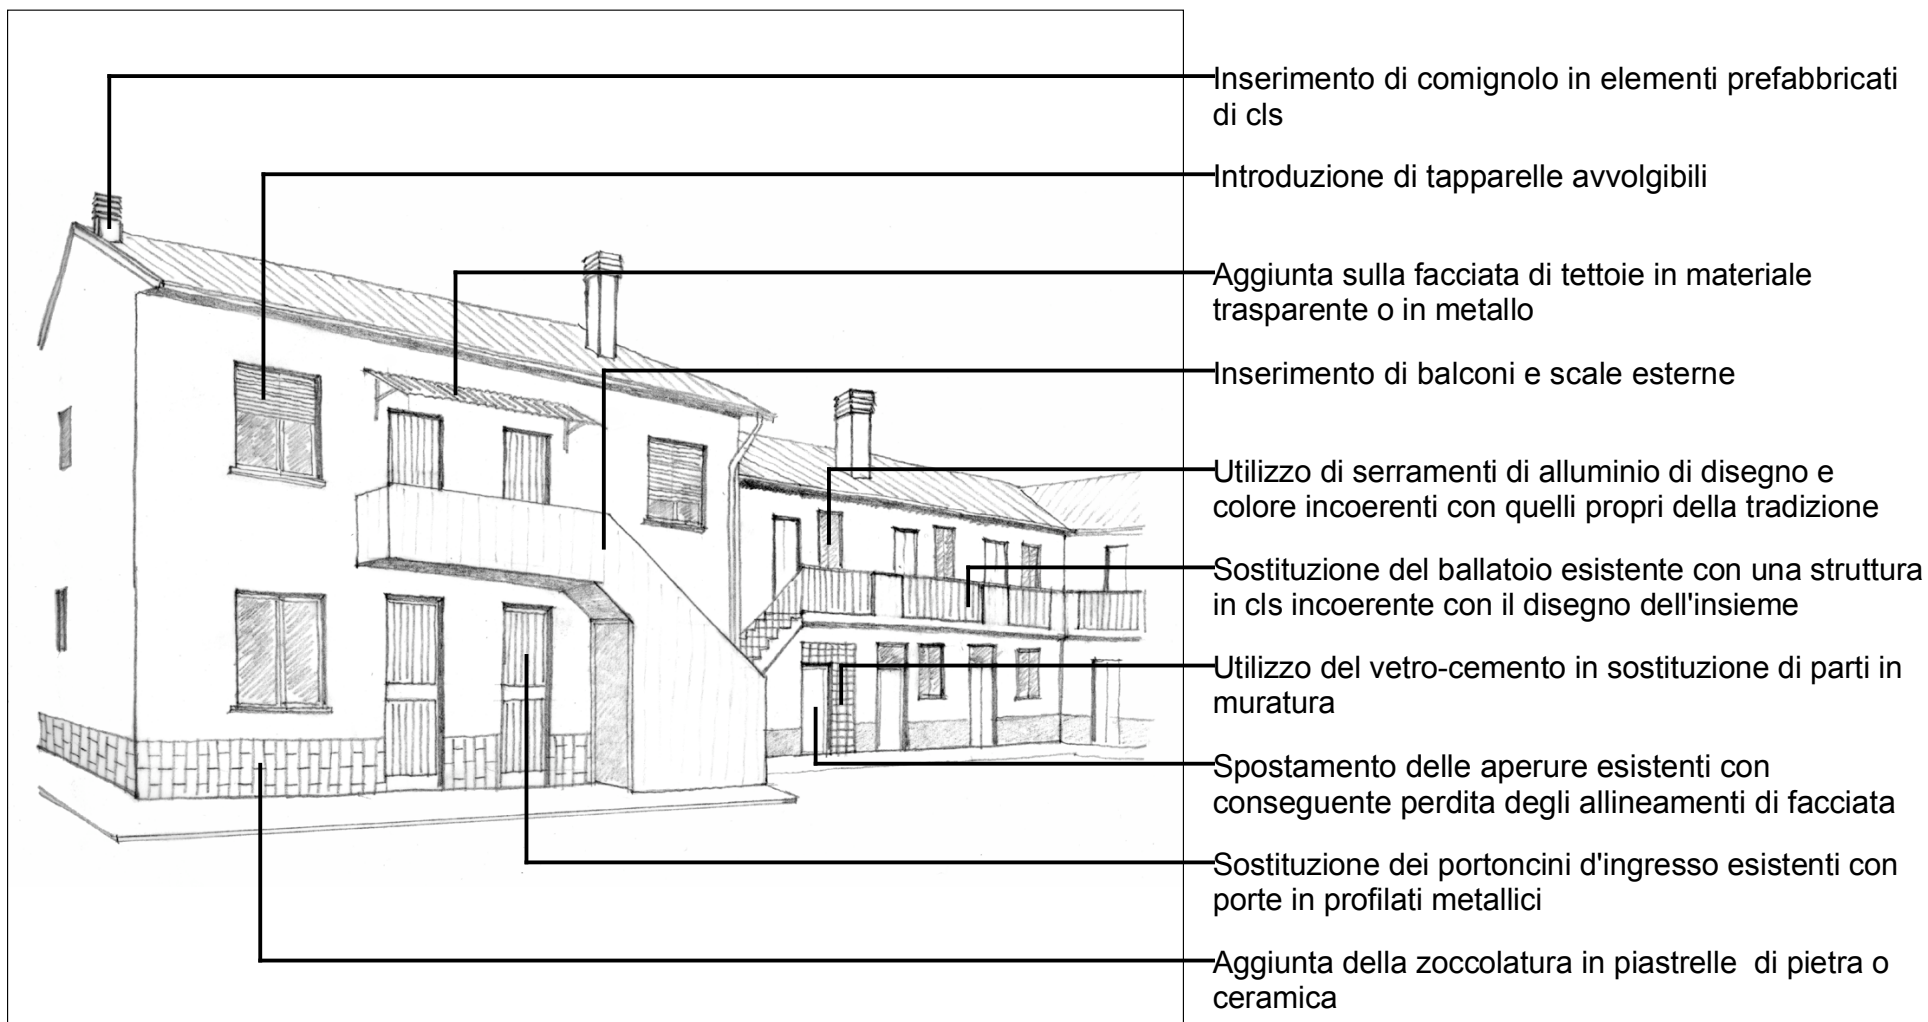 Inserimento di comignolo in elementi prefabbricati
di cls
Introduzione di tapparelle avvolgibili
Aggiunta sulla facciata di tettoie in materiale
trasparente o in metallo
Inserimento di balconi e scale esterne
Utilizzo di serramenti di alluminio di disegno e
colore incoerenti con quelli propri della tradizione
Sostituzione del ballatoio esistente con una struttura
in cls incoerente con il disegno dell'insieme
Utilizzo del vetro-cemento in sostituzione di parti in
muratura
Spostamento delle aperure esistenti con
conseguente perdita degli allineamenti di facciata
Sostituzione dei portoncini d'ingresso esistenti con
porte in profilati metallici
Aggiunta della zoccolatura in piastrelle  di pietra o
ceramica